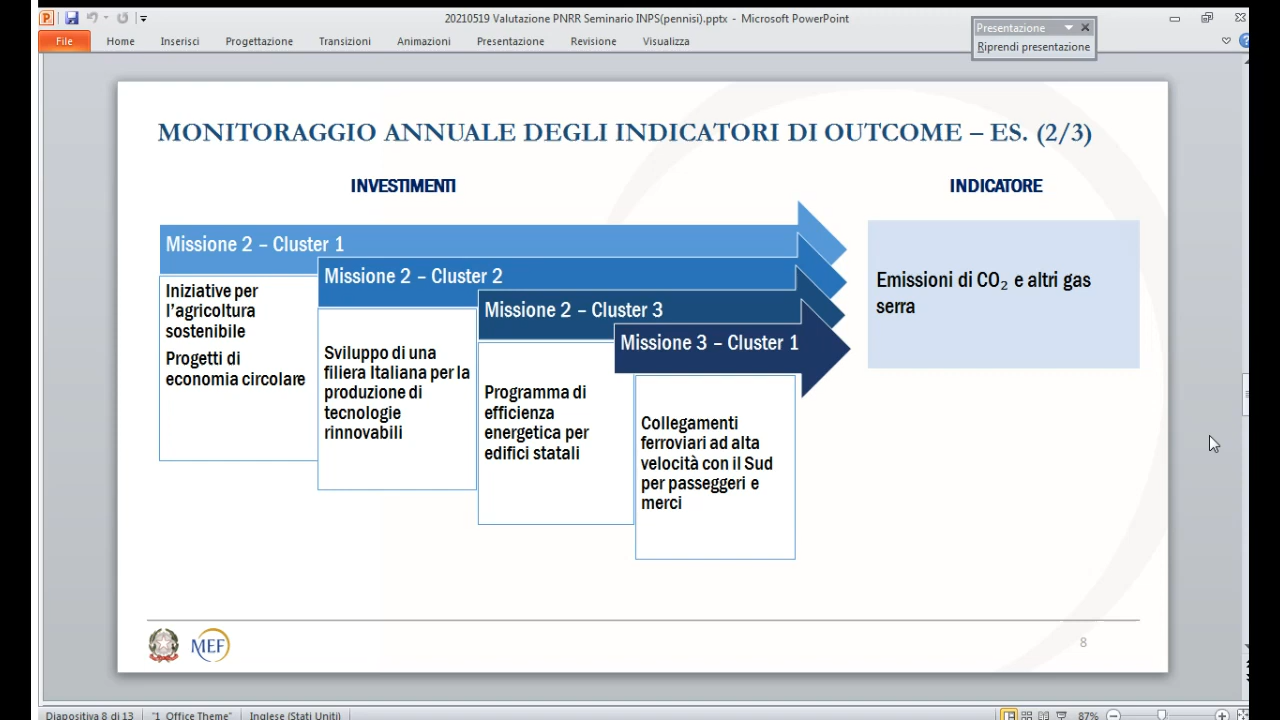 20210519 Valutazione PNRR Seminario INPS(pennisi).pptx - Microsoft PowerPoint
Presentazione
Riprendi presentazione
File Home Inserisci Progettazione Transizioni Animazioni Presentazione Revisione Visualizza
MONITORAGGIO ANNUALE DEGLI INDICATORI DI OUTCOME – ES. (2/3)
INVESTIMENTI
INDICATORE
Missione 2 – Cluster 1
Iniziative per
l'agricoltura
sostenibile
Progetti di
economia circolare
Missione 2 – Cluster 2
Sviluppo di una
filiera Italiana per la
produzione di
tecnologie
rinnovabili
Missione 2 – Cluster 3
Programma di
efficienza
energetica per
edifici statali
Missione 3 – Cluster 1
Collegamenti
ferroviari ad alta
velocità con il Sud
per passeggeri e
merci
Emissioni di CO₂ e altri gas
serra
MEF
8
Diapositiva 8 di 13 "1_Office Theme" Inglese (Stati Uniti) 87%